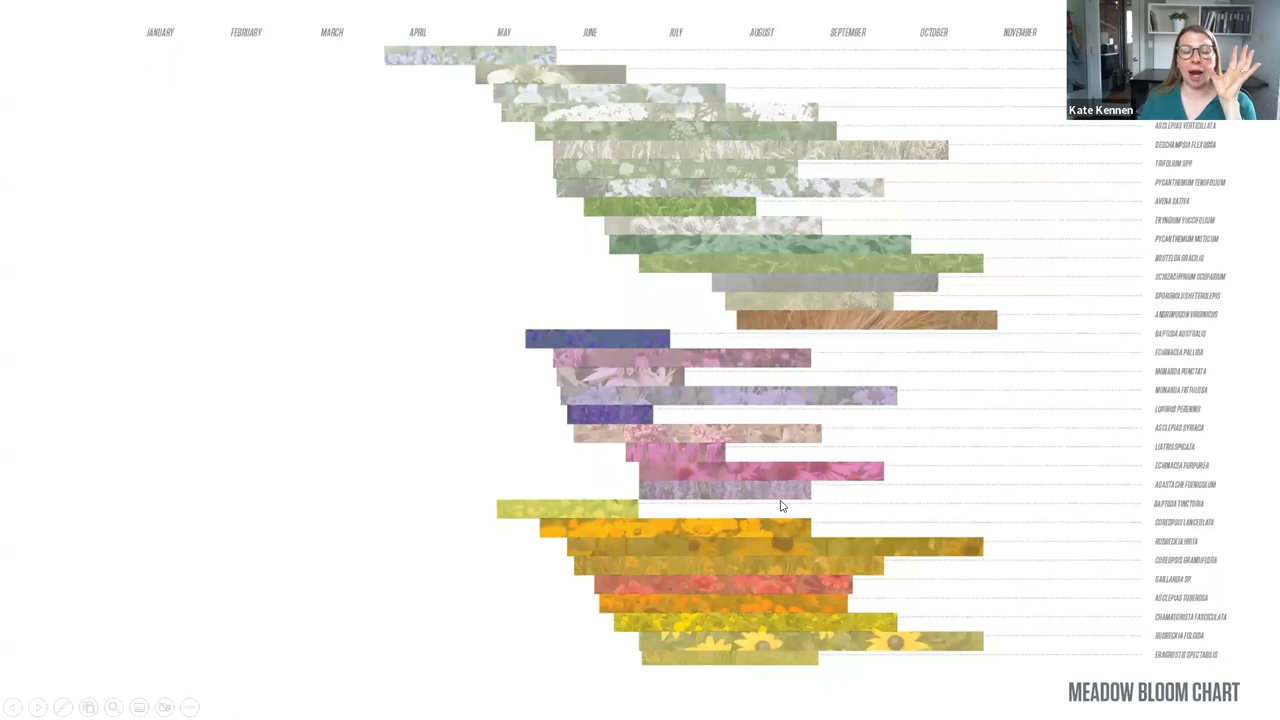 JANUARY FEBRUARY MARCH APRIL MAY JUNE JULY AUGUST SEPTEMBER OCTOBER NOVEMBER
Kate Kennen
ASCLEPIAS VERTICILLATA
DESCHAMPSIA FLEXUOSA
TRIFOLIUM SPP.
PYCANTHEMUM TENUIFOLIUM
AVENA SATIVA
ERYNGIUM YUCCIFOLIUM
PYCANTHEMUM MUTICUM
BOUTELOA GRACILIS
SCHIZACHYRIUM SCOPARIUM
SPOROBOLUS HETEROLEPIS
ANDROPOGON VIRGINICUS
BAPTISIA AUSTRALIS
ECHINACEA PALLIDA
MONARDA PUNCTATA
MONARDA FISTULOSA
LUPINUS PERENNIS
ASCLEPIAS SYRIACA
LIATRIS SPICATA
ECHINACEA PURPUREA
AGASTACHE FOENICULUM
BAPTISIA TINCTORIA
COREOPSIS LANCEOLATA
RUDBECKIA HIRTA
COREOPSIS GRANDIFLORA
GAILLARDIA SP.
ASCLEPIAS TUBEROSA
CHAMAECRISTA FASCICULATA
RUDBECKIA FULGIDA
ERAGROSTIS SPECTABILIS
MEADOW BLOOM CHART